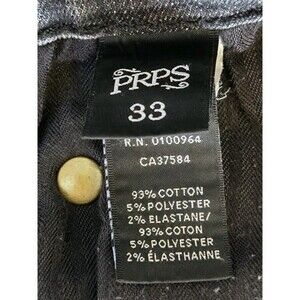 PRPS
33
R.N. 0100964
CA37584
93% COTTON
5% POLYESTER
2% ELASTANE/
93% COTON
5% POLYESTER
2% ÉLASTHANNE